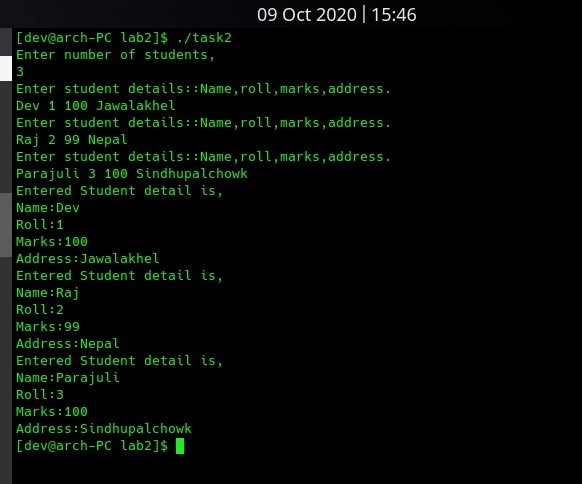 09 Oct 2020 | 15:46
[dev@arch-PC lab2]$ ./task2
Enter number of students,
3
Enter student details::Name,roll,marks,address.
Dev 1 100 Jawalakhel
Enter student details::Name,roll,marks,address.
Raj 2 99 Nepal
Enter student details::Name,roll,marks,address.
Parajuli 3 100 Sindhupalchowk
Entered Student detail is,
Name:Dev
Roll:1
Marks:100
Address:Jawalakhel
Entered Student detail is,
Name:Raj
Roll:2
Marks:99
Address:Nepal
Entered Student detail is,
Name:Parajuli
Roll:3
Marks:100
Address:Sindhupalchowk
[dev@arch-PC lab2]$